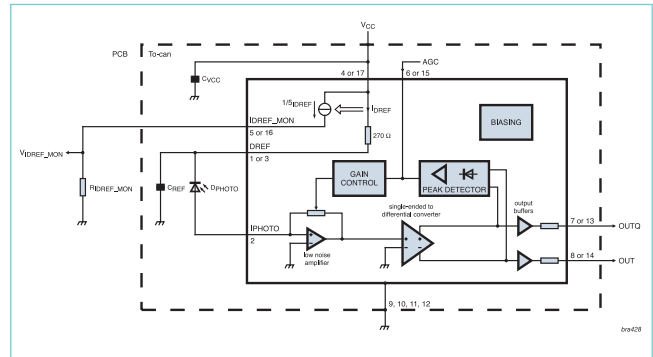 VCC
PCB
To-can
AGC
CVCC
4 or 17
6 or 15
1/5IDREF
IDREF
BIASING
IDREF_MON
5 or 16
270 Ω
VIDREF_MON
DREF
1 or 3
RIDREF_MON
CREF
DPHOTO
GAIN
CONTROL
PEAK DETECTOR
single-ended to
differential converter
output
buffers
7 or 13
OUTQ
IPHOTO
2
low noise
amplifier
8 or 14
OUT
9, 10, 11, 12
bra428